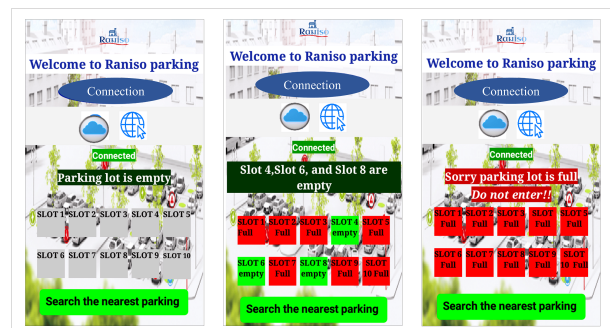 RANISO
Welcome to Raniso parking
Connection
Connected
Parking lot is empty
SLOT 1 SLOT 2 SLOT 3 SLOT 4 SLOT 5
SLOT 6 SLOT 7 SLOT 8 SLOT 9 SLOT 10
Search the nearest parking
RANISO
Welcome to Raniso parking
Connection
Connected
Slot 4,Slot 6, and Slot 8 are
empty
SLOT 1 SLOT 2 SLOT 3 SLOT 4 SLOT 5
Full Full Full empty Full
SLOT 6 SLOT 7 SLOT 8 SLOT 9 SLOT
empty Full empty Full 10 Full
Search the nearest parking
RANISO
Welcome to Raniso parking
Connection
Connected
Sorry parking lot is full
Do not enter!!
SLOT 1 SLOT 2 SLOT 3 SLOT SLOT 5
Full Full Full Full Full
SLOT 6 SLOT 7 SLOT 8 SLOT 9 SLOT
Full Full Full Full 10 Full
Search the nearest parking